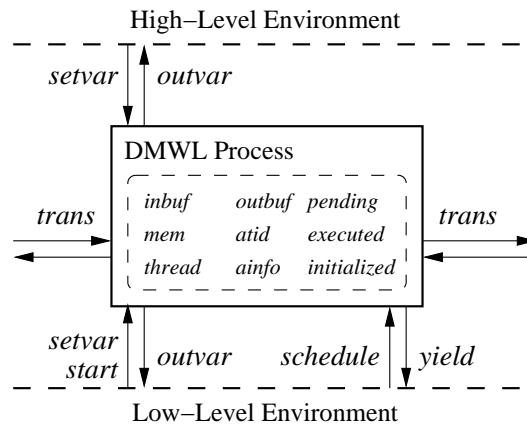 High–Level Environment
setvar outvar
DMWL Process
inbuf outbuf pending
trans mem atid executed trans
thread ainfo initialized
setvar
start outvar schedule yield
Low–Level Environment